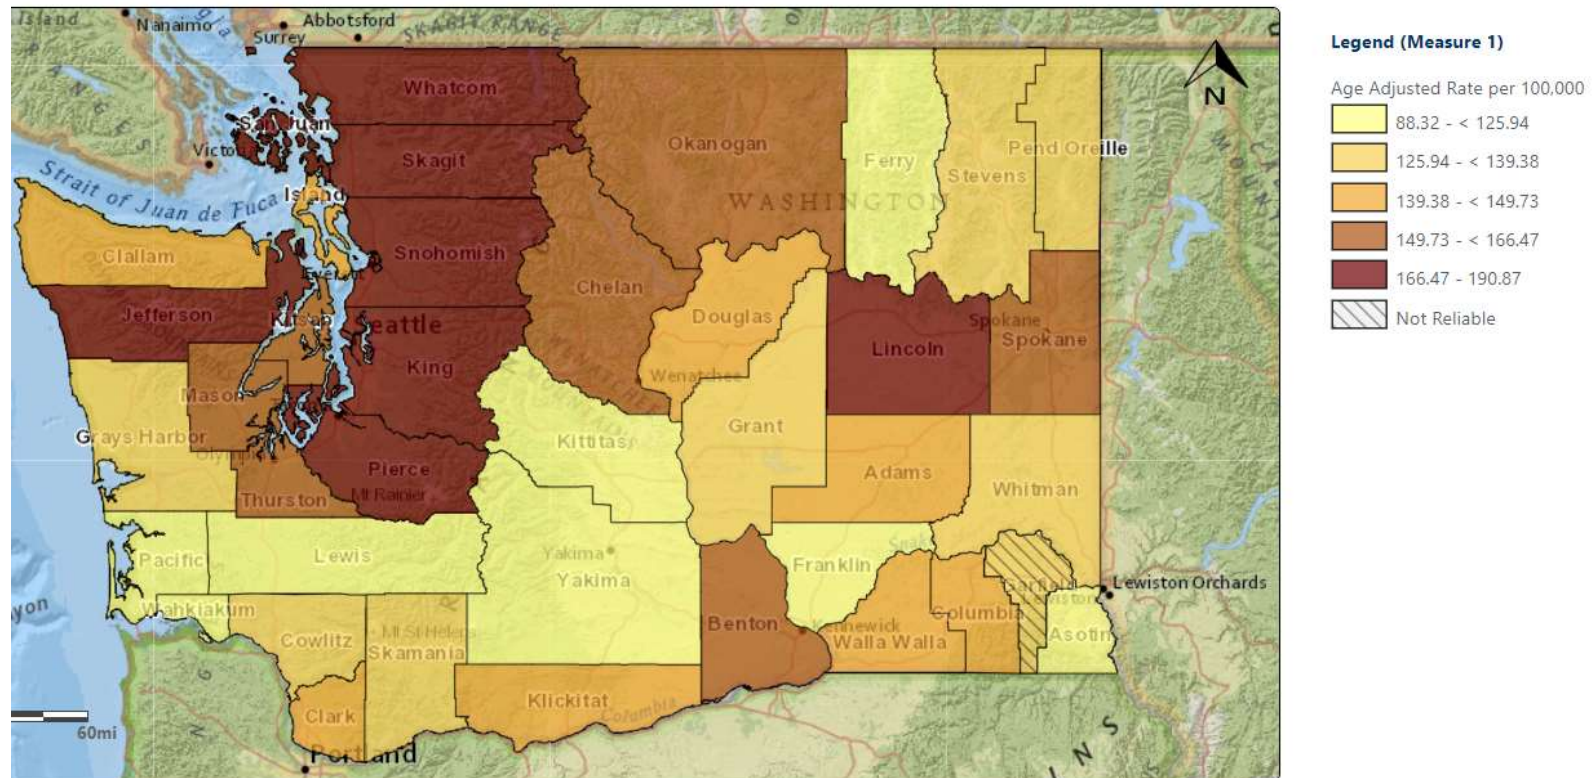 Island
Nanaimo
Abbotsford
Surrey
SKAGIT RANGE
Legend (Measure 1)
Age Adjusted Rate per 100,000
88.32 - < 125.94
125.94 - < 139.38
139.38 - < 149.73
149.73 - < 166.47
166.47 - 190.87
Not Reliable
N
Whatcom
San Juan
Okanogan
Pend Oreille
Ferry
Skagit
Stevens
Strait of Juan de Fuca
Island
WASHINGTON
Snohomish
Clallam
Chelan
Jefferson
Kitsap
Douglas
Spokane
Spokane
Lincoln
King
Wenatchee
Mason
Grant
Grays Harbor
Kittitas
Pierce
Adams
Whitman
Mt Rainier
Thurston
Pacific
Lewis
Yakima
Yakima
Franklin
Snake
Garfield
Lewiston Orchards
Lewiston
Wahkiakum
Cowlitz
Mt St Helens
Skamania
Benton
Kennewick
Walla Walla
Columbia
Asotin
Klickitat
Columbia
Clark
60mi
Portland